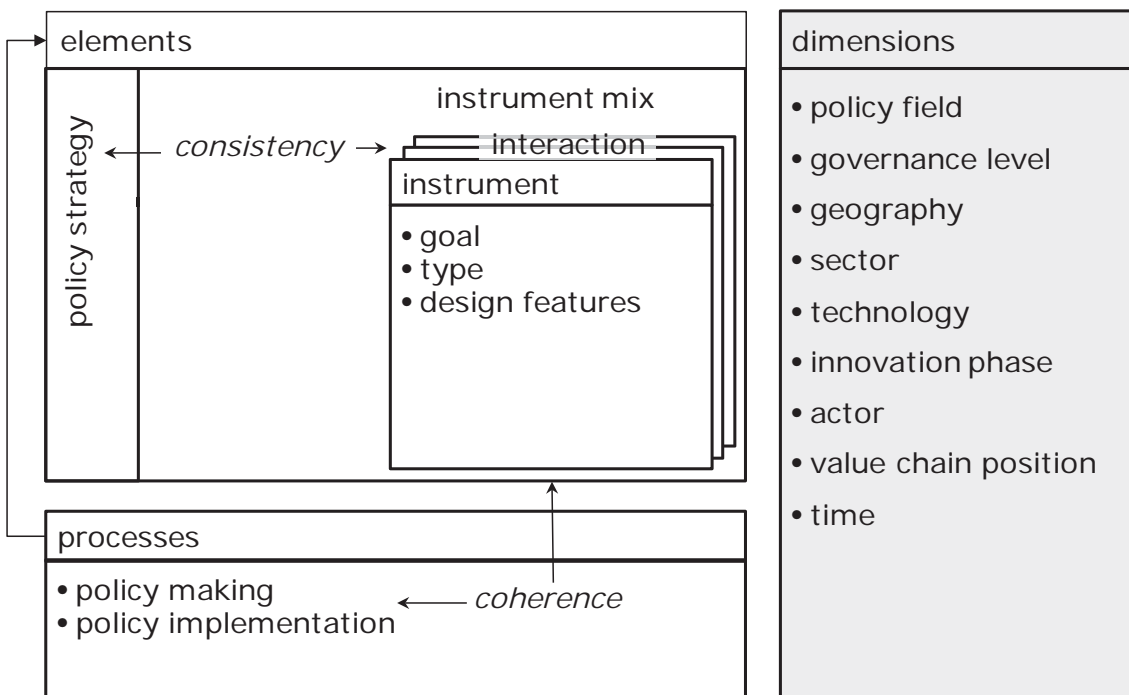 elements
policy strategy
instrument mix
consistency
interaction
instrument
• goal
• type
• design features
processes
• policy making
• policy implementation
coherence
dimensions
• policy field
• governance level
• geography
• sector
• technology
• innovation phase
• actor
• value chain position
• time